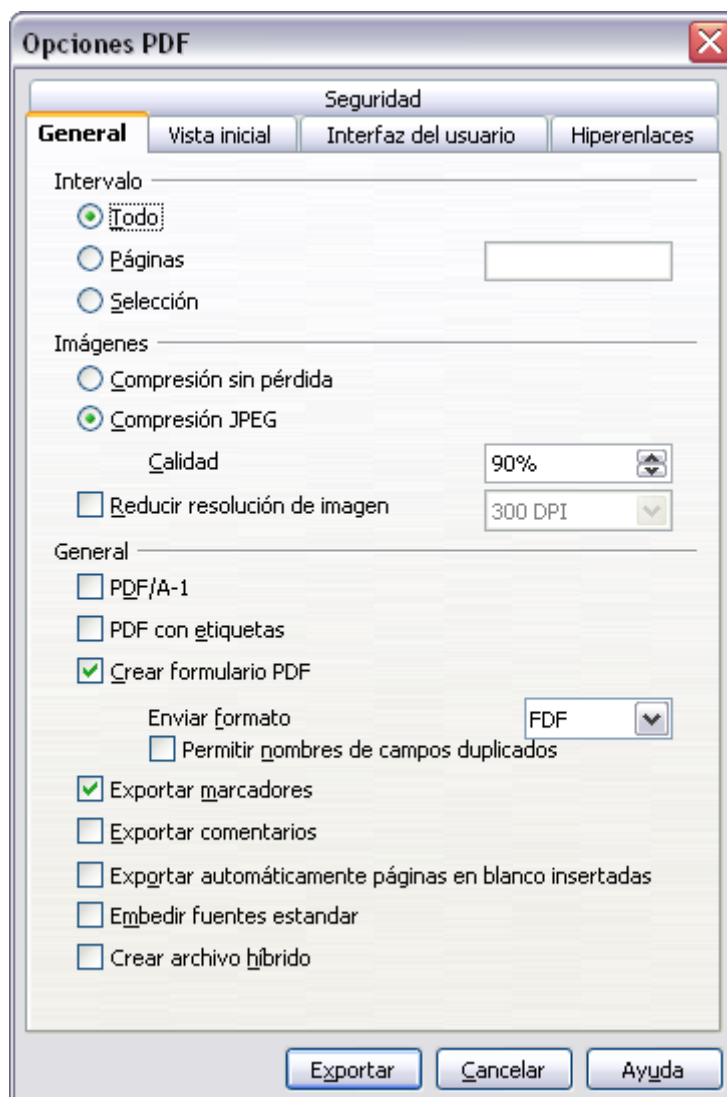 Opciones PDF
Seguridad
General Vista inicial Interfaz del usuario Hiperenlaces
Intervalo
Todo
Páginas
Selección
Imágenes
Compresión sin pérdida
Compresión JPEG
Calidad 90%
Reducir resolución de imagen 300 DPI
General
PDF/A-1
PDF con etiquetas
Crear formulario PDF
Enviar formato FDF
Permitir nombres de campos duplicados
Exportar marcadores
Exportar comentarios
Exportar automáticamente páginas en blanco insertadas
Embedir fuentes estandar
Crear archivo híbrido
Exportar Cancelar Ayuda